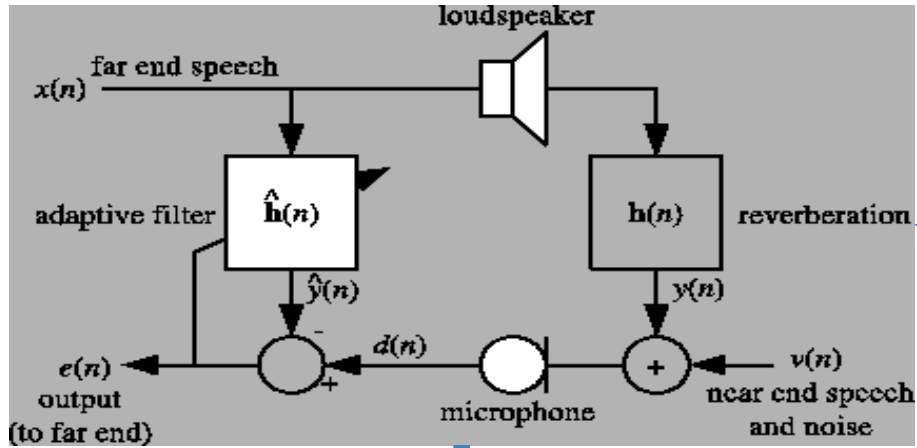 loudspeaker
far end speech
x(n)
adaptive filter
ĥ(n)
h(n)
reverberation
ŷ(n)
y(n)
-
d(n)
+
+
e(n)
v(n)
output
(to far end)
microphone
near end speech
and noise